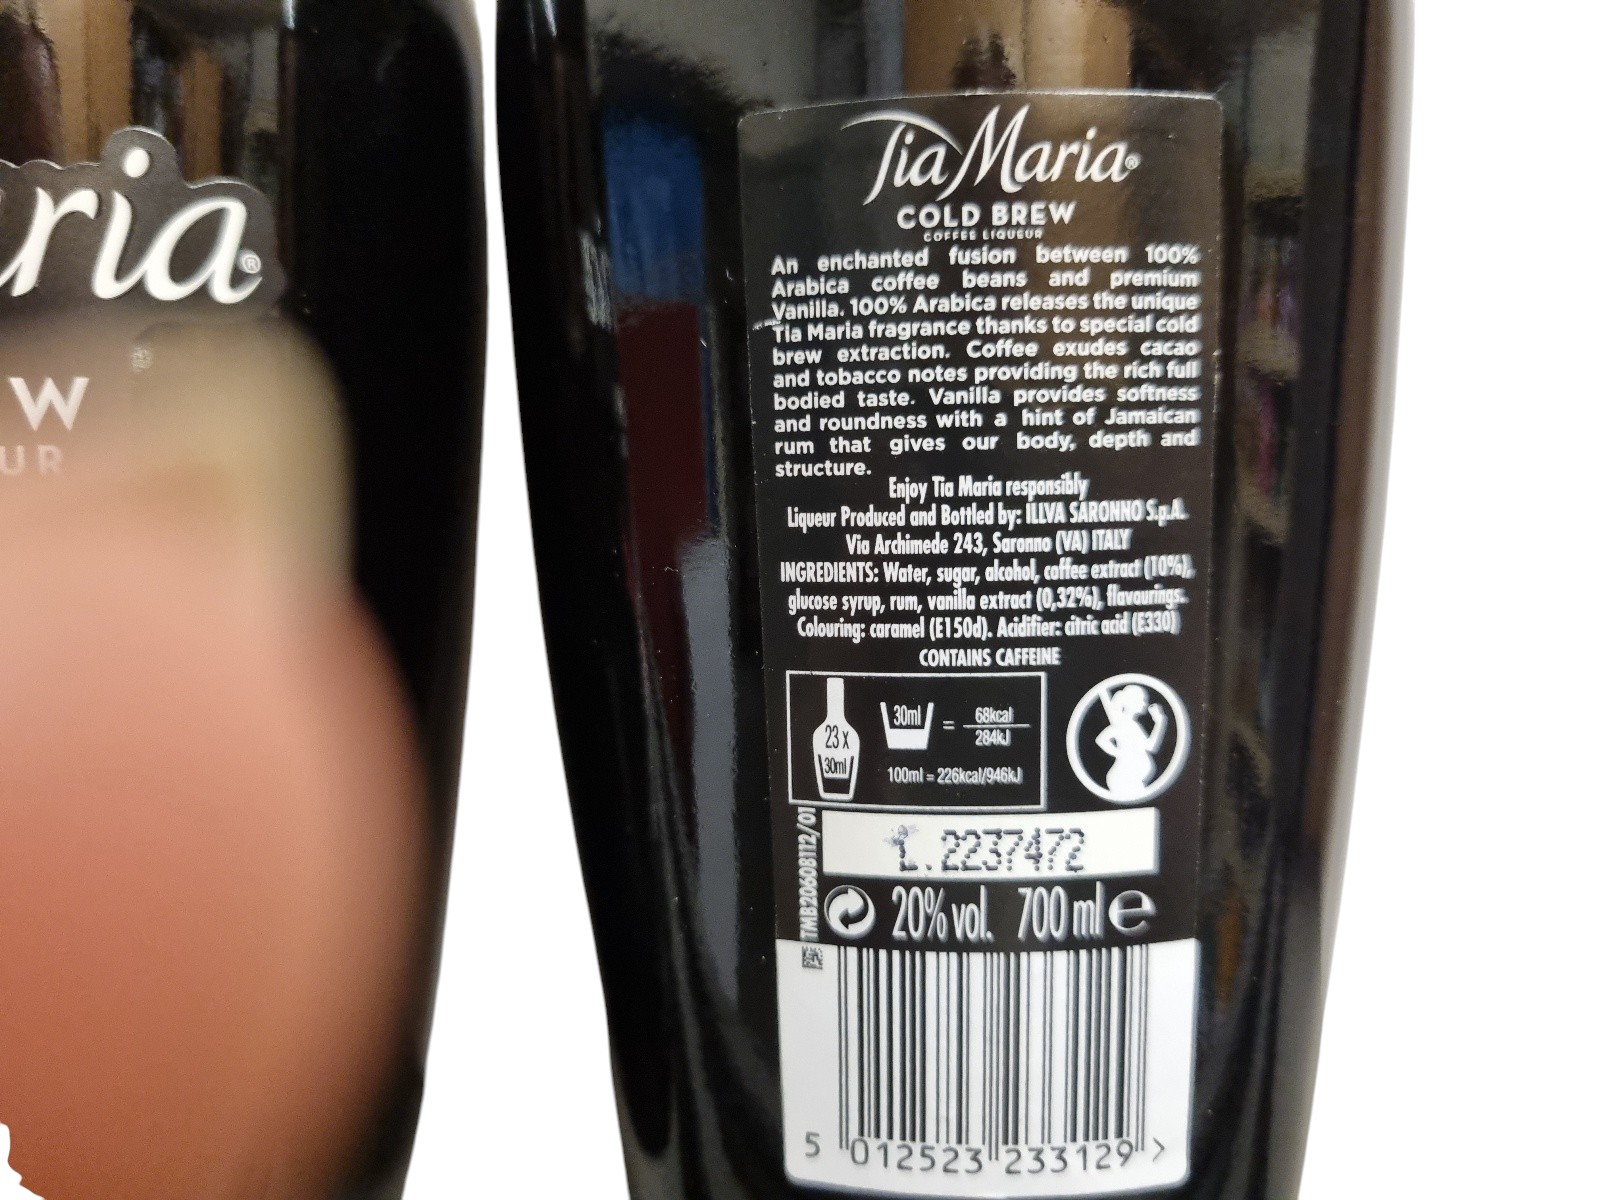 ria®
W
UR
Tia Maria®
COLD BREW
COFFEE LIQUEUR
An enchanted fusion between 100%
Arabica coffee beans and premium
Vanilla. 100% Arabica releases the unique
Tia Maria fragrance thanks to special cold
brew extraction. Coffee exudes cacao
and tobacco notes providing the rich full
bodied taste. Vanilla provides softness
and roundness with a hint of Jamaican
rum that gives our body, depth and
structure.
Enjoy Tia Maria responsibly
Liqueur Produced and Bottled by: ILLVA SARONNO S.p.A.
Via Archimede 243, Saronno (VA) ITALY
INGREDIENTS: Water, sugar, alcohol, coffee extract (10%),
glucose syrup, rum, vanilla extract (0,32%), flavourings.
Colouring: caramel (E150d). Acidifier: citric acid (E330)
CONTAINS CAFFEINE
23 x
30ml
30ml = 68kcal
284kJ
100ml = 226kcal/946kJ
TMB20608112/01
L.2237472
20% vol. 700 ml e
5 012523 233129 >